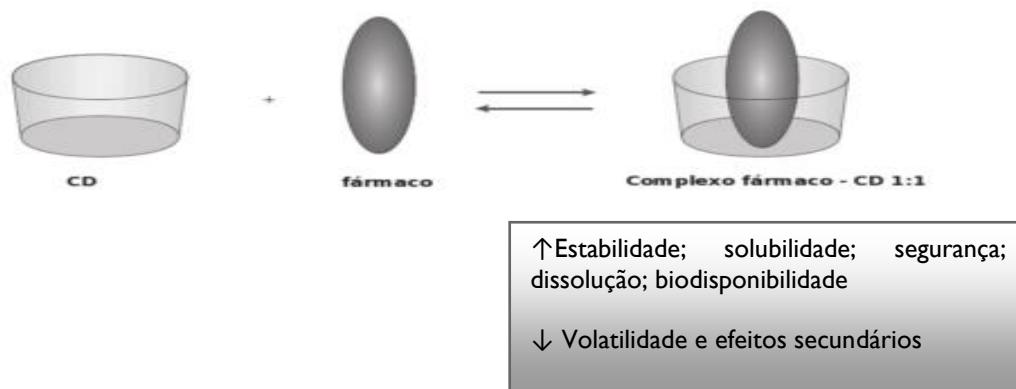 +
CD
fármaco
Complexo fármaco - CD 1:1
↑Estabilidade; solubilidade; segurança;
dissolução; biodisponibilidade
↓ Volatilidade e efeitos secundários